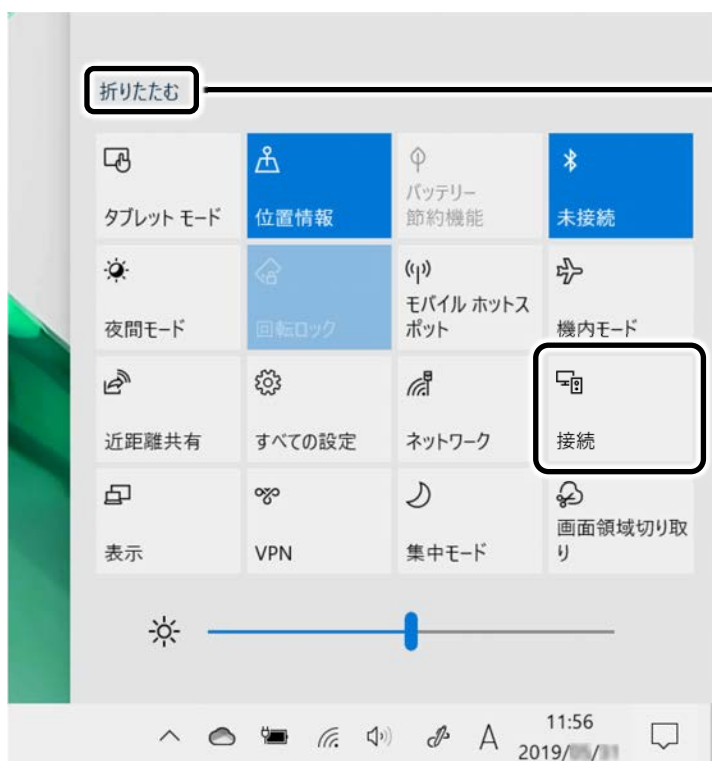 折りたたむ
タブレット モード
位置情報
バッテリー
節約機能
未接続
夜間モード
回転ロック
モバイル ホットス
ポット
機内モード
近距離共有
すべての設定
ネットワーク
接続
表示
VPN
集中モード
画面領域切り取
り
A
11:56
2019/05/31